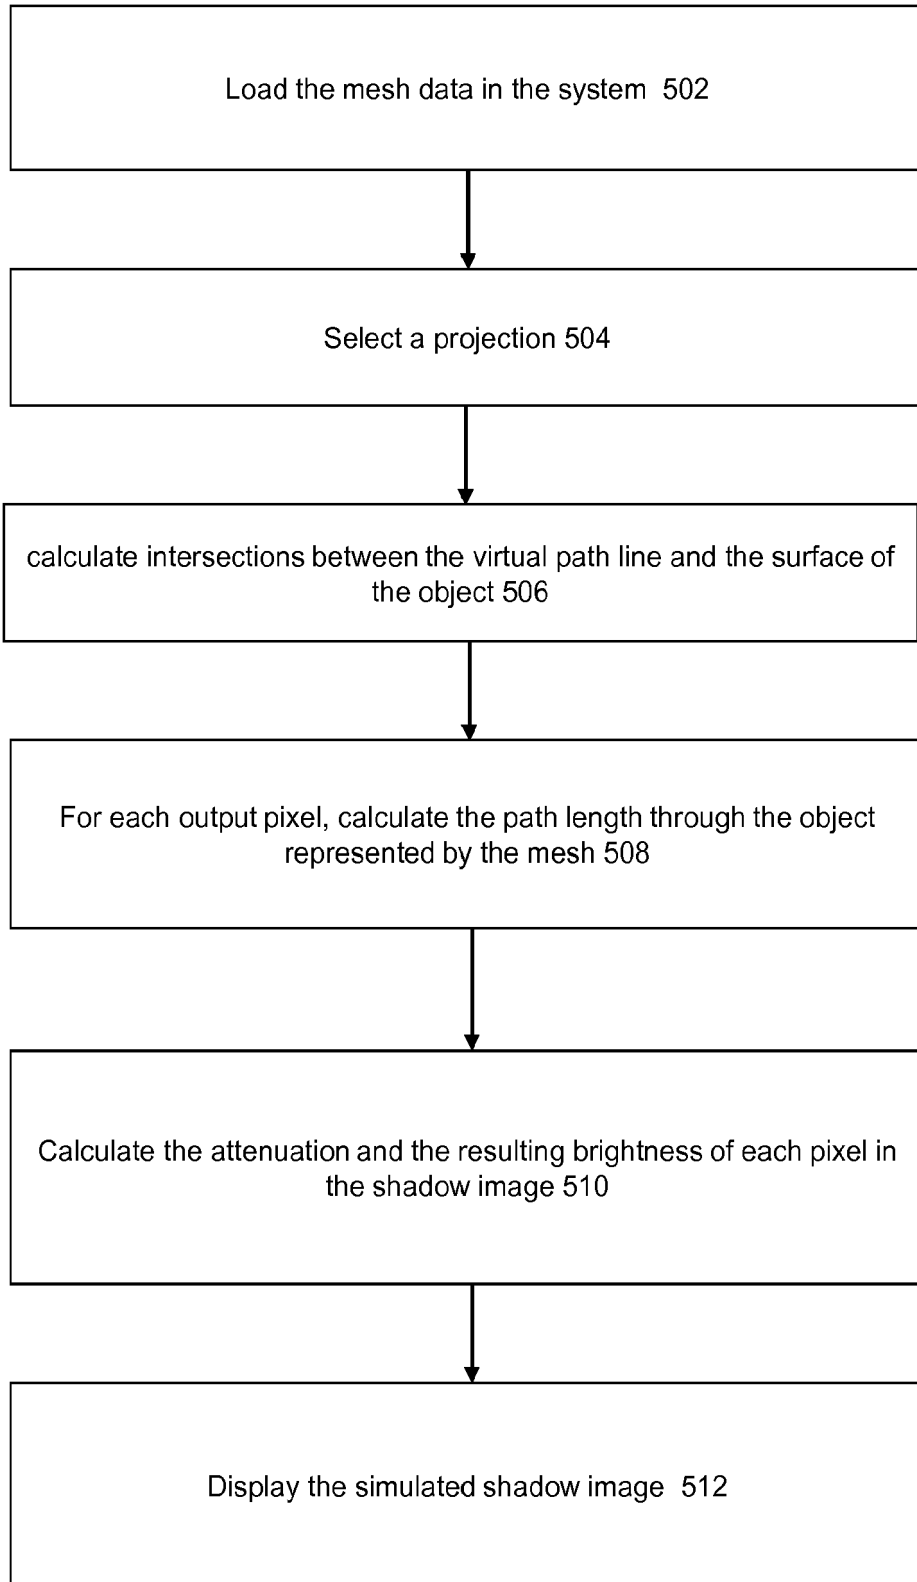 Load the mesh data in the system 502
Select a projection 504
calculate intersections between the virtual path line and the surface of
the object 506
For each output pixel, calculate the path length through the object
represented by the mesh 508
Calculate the attenuation and the resulting brightness of each pixel in
the shadow image 510
Display the simulated shadow image 512